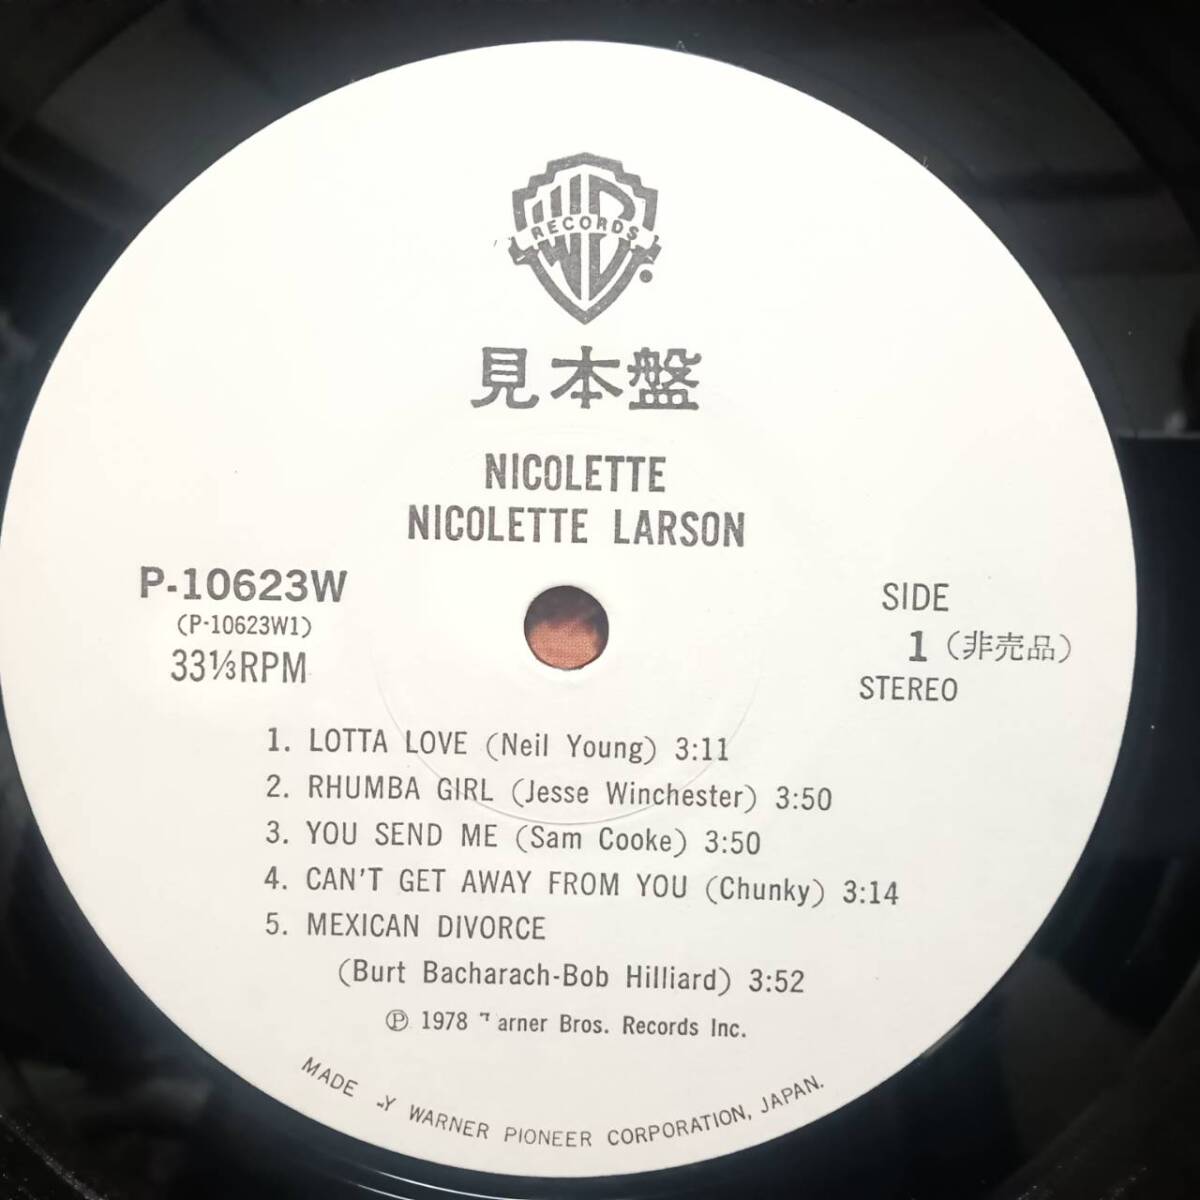 WB
RECORDS
見本盤
NICOLETTE
NICOLETTE LARSON
P-10623W
(P-10623W1)
33⅓RPM
SIDE
1 (非売品)
STEREO
1. LOTTA LOVE (Neil Young) 3:11
2. RHUMBA GIRL (Jesse Winchester) 3:50
3. YOU SEND ME (Sam Cooke) 3:50
4. CAN'T GET AWAY FROM YOU (Chunky) 3:14
5. MEXICAN DIVORCE
(Burt Bacharach-Bob Hilliard) 3:52
Ⓟ 1978 arner Bros. Records Inc.
MADE Y WARNER PIONEER CORPORATION, JAPAN.